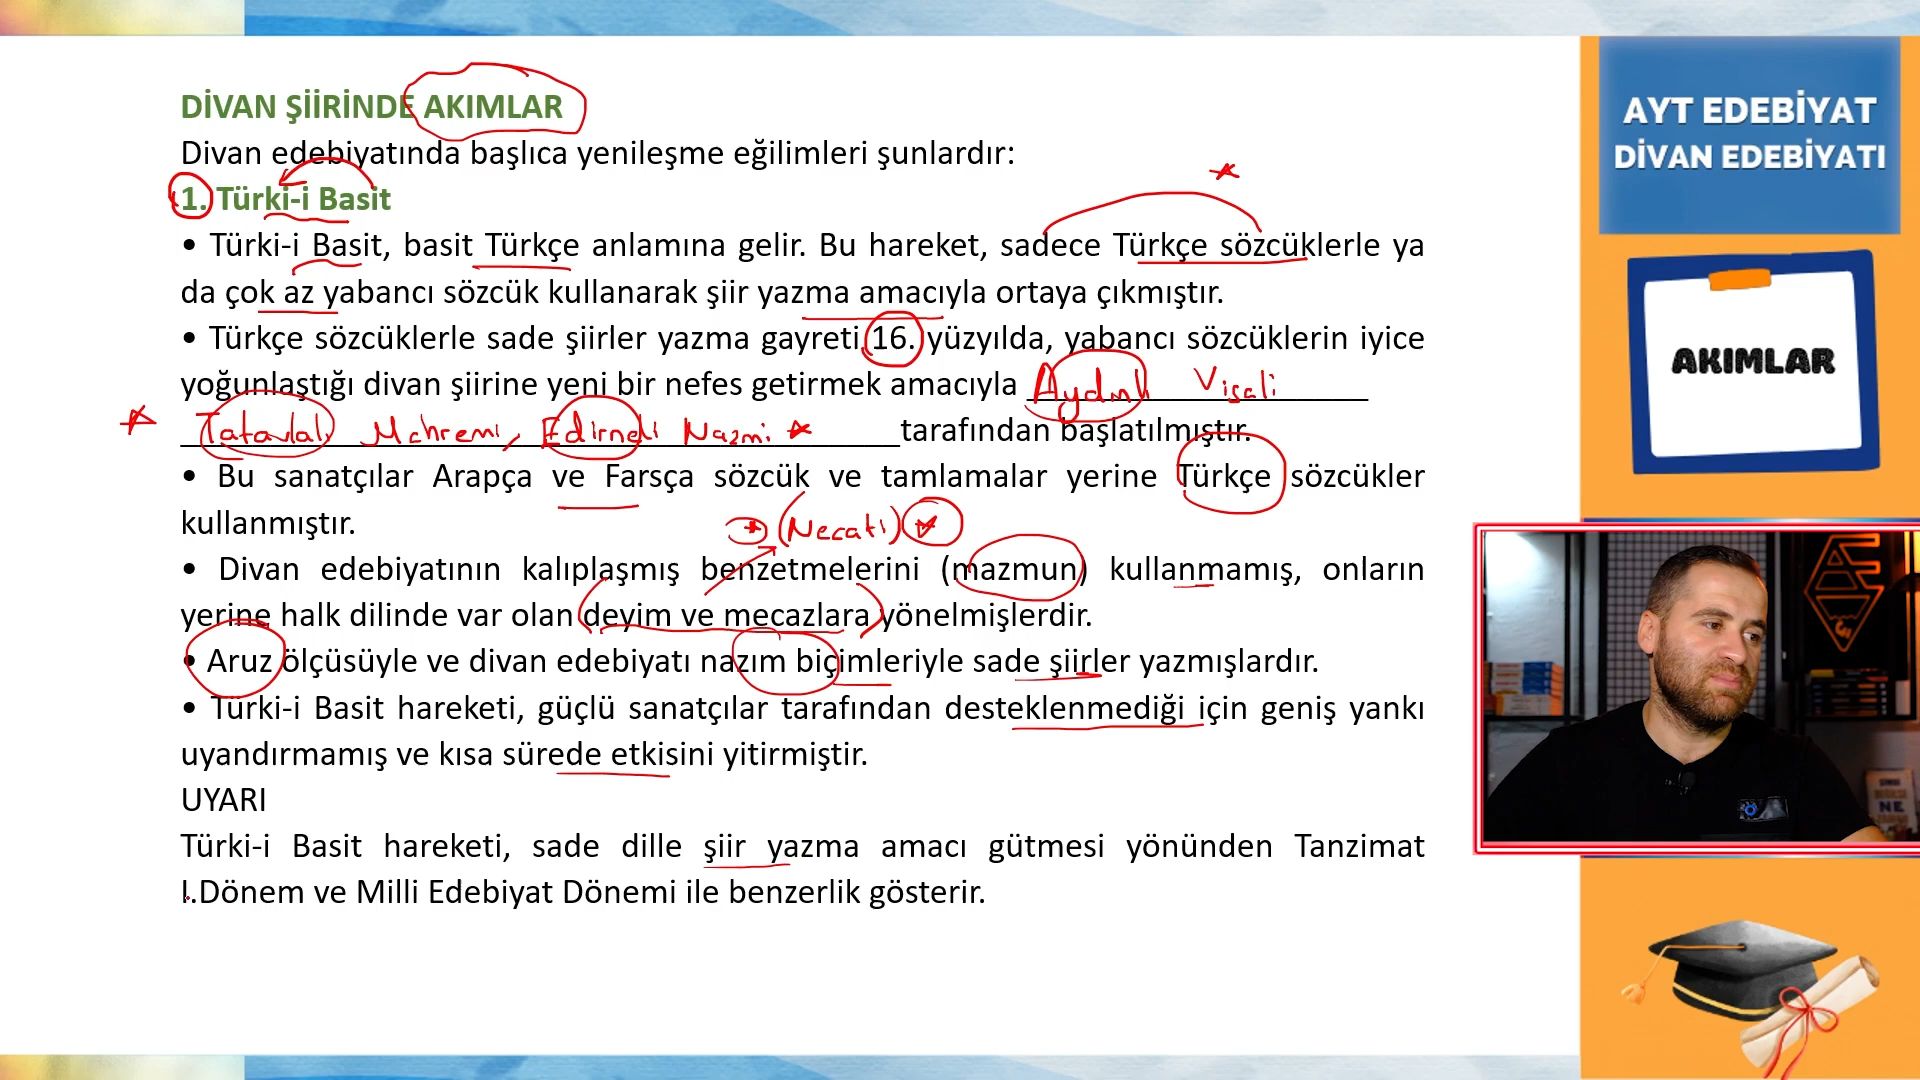 DİVAN ŞİİRİNDE AKIMLAR
Divan edebiyatında başlıca yenileşme eğilimleri şunlardır:
1. Türki-i Basit
• Türki-i Basit, basit Türkçe anlamına gelir. Bu hareket, sadece Türkçe sözcüklerle ya
da çok az yabancı sözcük kullanarak şiir yazma amacıyla ortaya çıkmıştır.
• Türkçe sözcüklerle sade şiirler yazma gayreti 16. yüzyılda, yabancı sözcüklerin iyice
yoğunlaştığı divan şiirine yeni bir nefes getirmek amacıyla Aydınlı Visali
Tatavlalı Mahremi, Edirneli Nazmi tarafından başlatılmıştır.
• Bu sanatçılar Arapça ve Farsça sözcük ve tamlamalar yerine Türkçe sözcükler
kullanmıştır.
(Necati)
• Divan edebiyatının kalıplaşmış benzetmelerini (mazmun) kullanmamış, onların
yerine halk dilinde var olan deyim ve mecazlara yönelmişlerdir.
• Aruz ölçüsüyle ve divan edebiyatı nazım biçimleriyle sade şiirler yazmışlardır.
• Türki-i Basit hareketi, güçlü sanatçılar tarafından desteklenmediği için geniş yankı
uyandırmamış ve kısa sürede etkisini yitirmiştir.
UYARI
Türki-i Basit hareketi, sade dille şiir yazma amacı gütmesi yönünden Tanzimat
I.Dönem ve Milli Edebiyat Dönemi ile benzerlik gösterir.
AYT EDEBİYAT
DİVAN EDEBİYATI
AKIMLAR